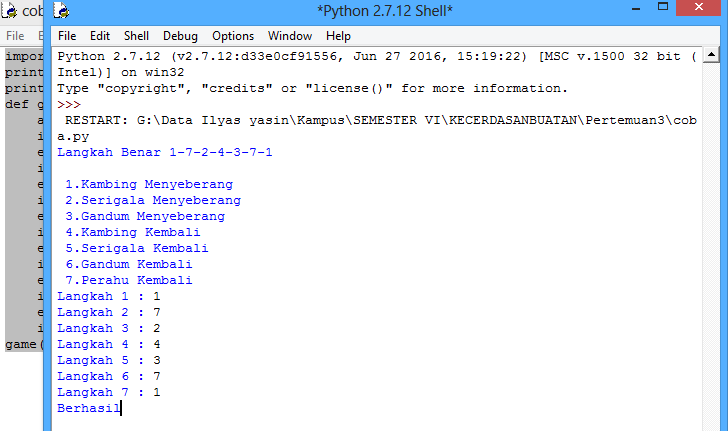 cob
*Python 2.7.12 Shell*
File
File Edit Shell Debug Options Window Help
impor
print
print
def g
game(
Python 2.7.12 (v2.7.12:d33e0cf91556, Jun 27 2016, 15:19:22) [MSC v.1500 32 bit (
Intel)] on win32
Type "copyright", "credits" or "license()" for more information.
>>>
RESTART: G:\Data Ilyas yasin\Kampus\SEMESTER VI\KECERDASANBUATAN\Pertemuan3\cob
a.py
Langkah Benar 1-7-2-4-3-7-1
1.Kambing Menyeberang
2.Serigala Menyeberang
3.Gandum Menyeberang
4.Kambing Kembali
5.Serigala Kembali
6.Gandum Kembali
7.Perahu Kembali
Langkah 1 : 1
Langkah 2 : 7
Langkah 3 : 2
Langkah 4 : 4
Langkah 5 : 3
Langkah 6 : 7
Langkah 7 : 1
Berhasil